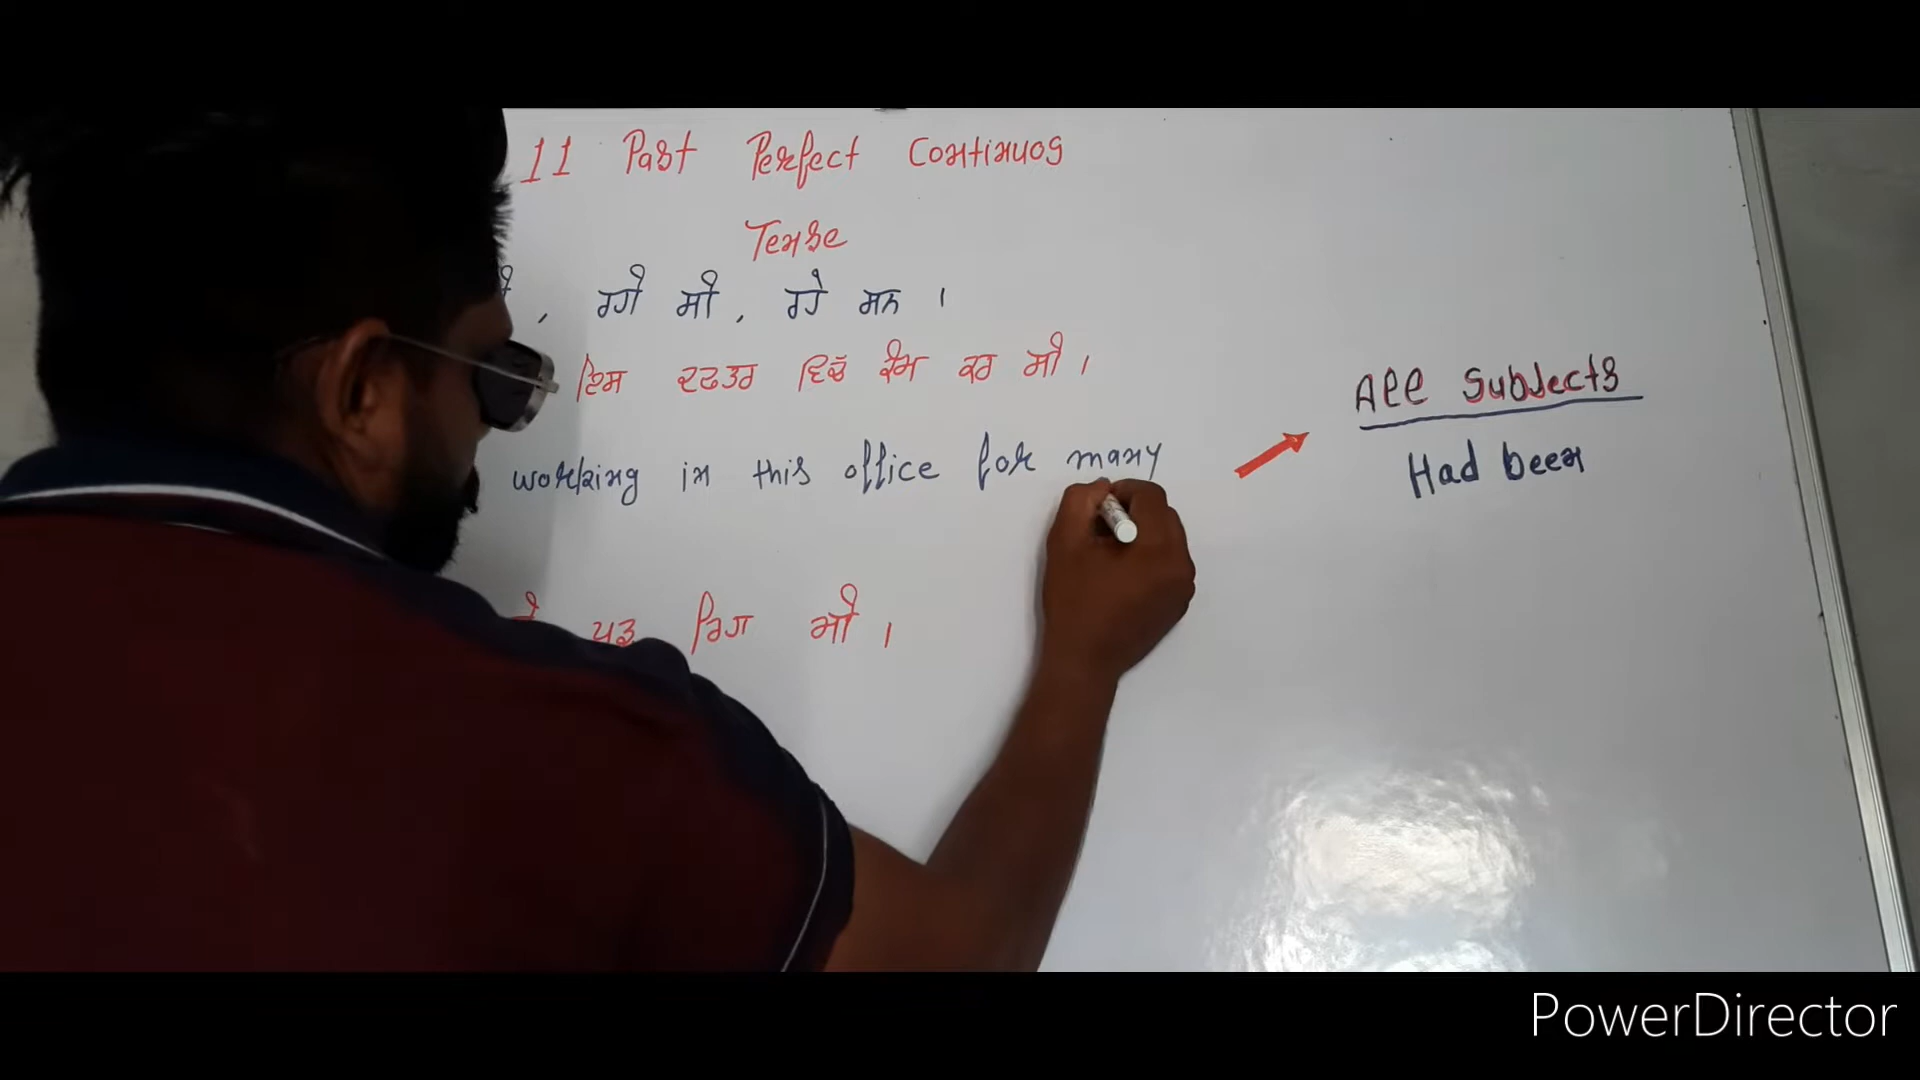 11 Past Perfect Continuos
Tense
, ਰਹੀ ਸੀ, ਰਹੇ ਸਨ ।
ਇਸ ਦਫਤਰ ਵਿੱਚ ਕੰਮ ਕਰ ਸੀ ।
working in this office for many
ਪੜ ਰਿਹਾ ਸੀ ।
All Subjects
Had been
PowerDirector